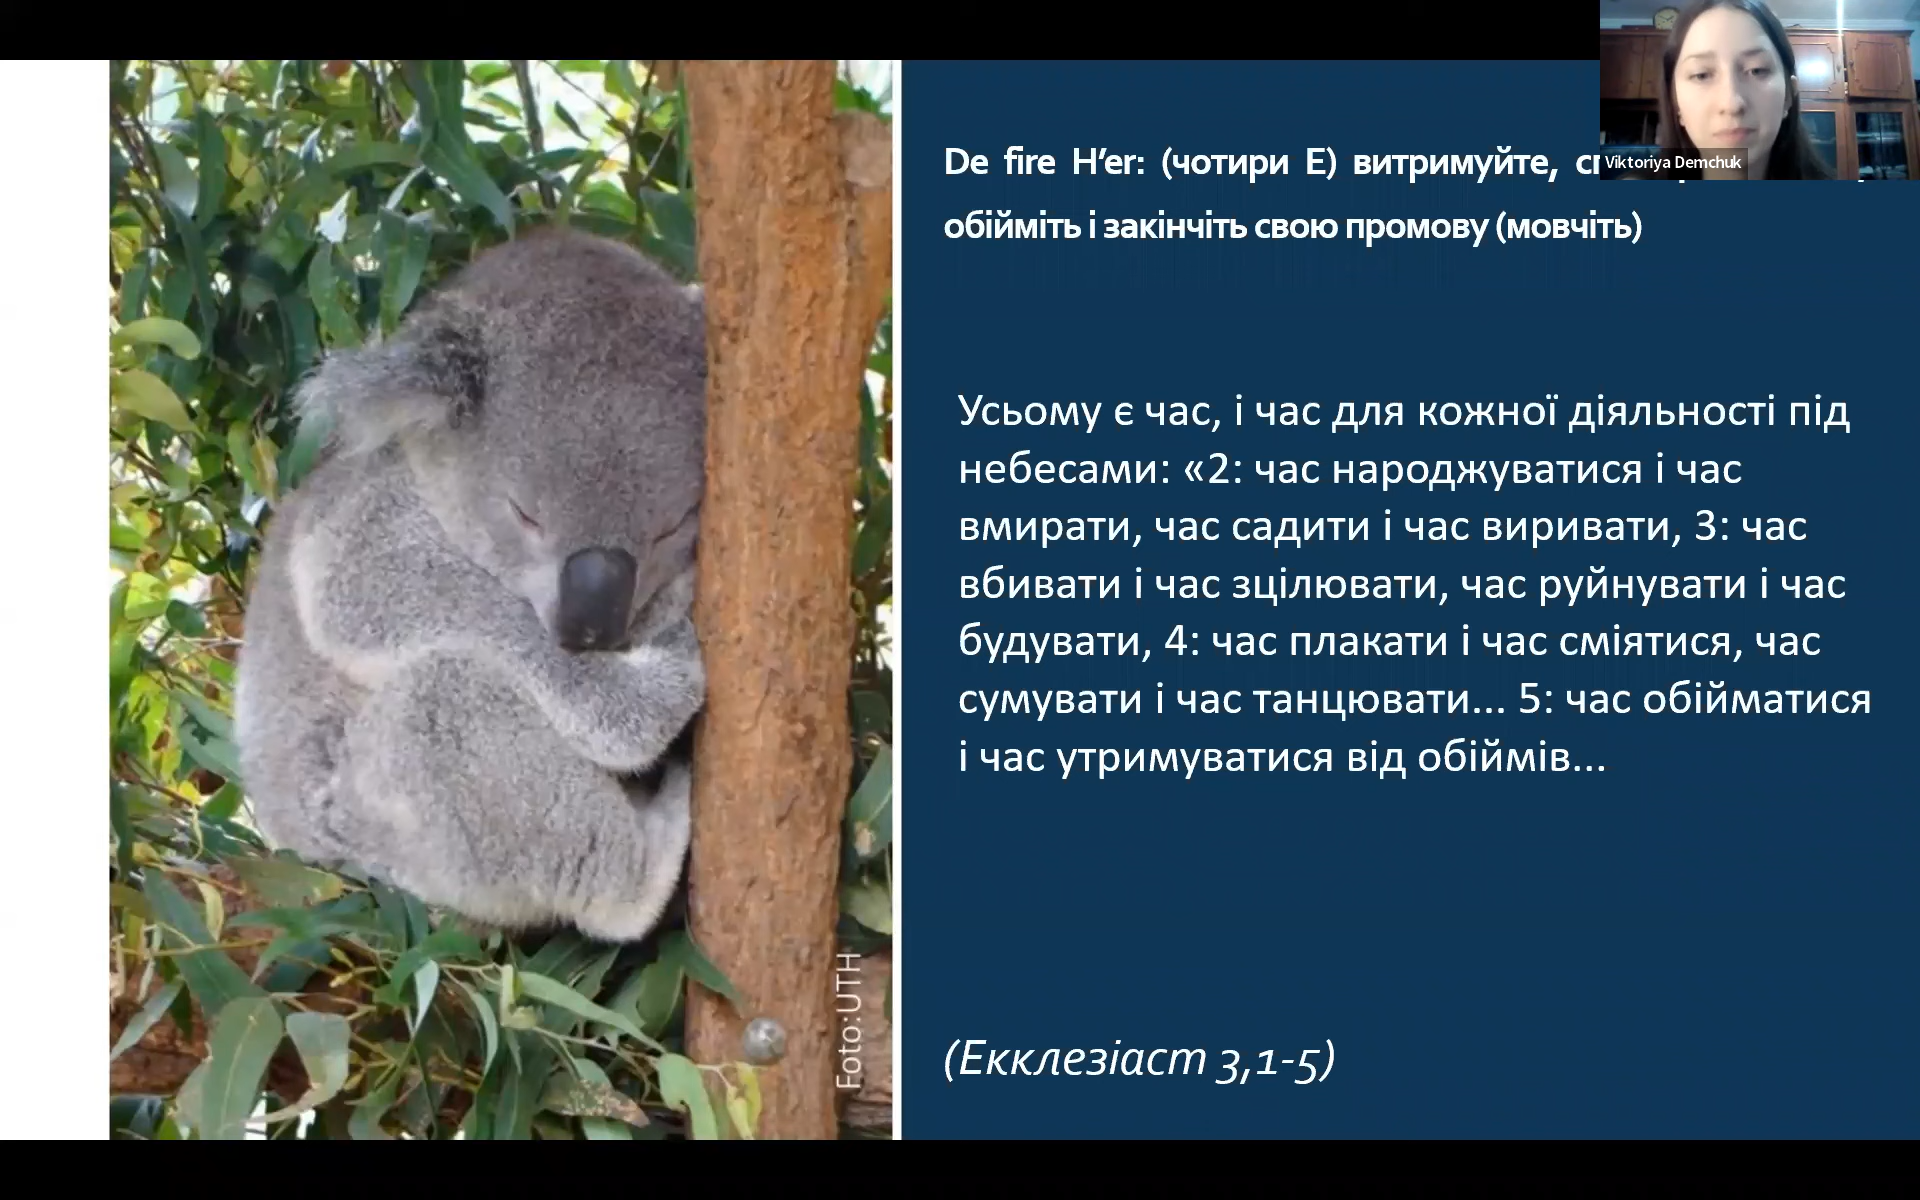 De fire H’er: (чотири Е) витримуйте,
обійміть і закінчіть свою промову (мовчіть)
Viktoriya Demchuk
Усьому є час, і час для кожної діяльності під
небесами: «2: час народжуватися і час
вмирати, час садити і час виривати, 3: час
вбивати і час зцілювати, час руйнувати і час
будувати, 4: час плакати і час сміятися, час
сумувати і час танцювати... 5: час обійматися
і час утримуватися від обіймів...
(Екклезіаст 3,1-5)
Foto:UTH